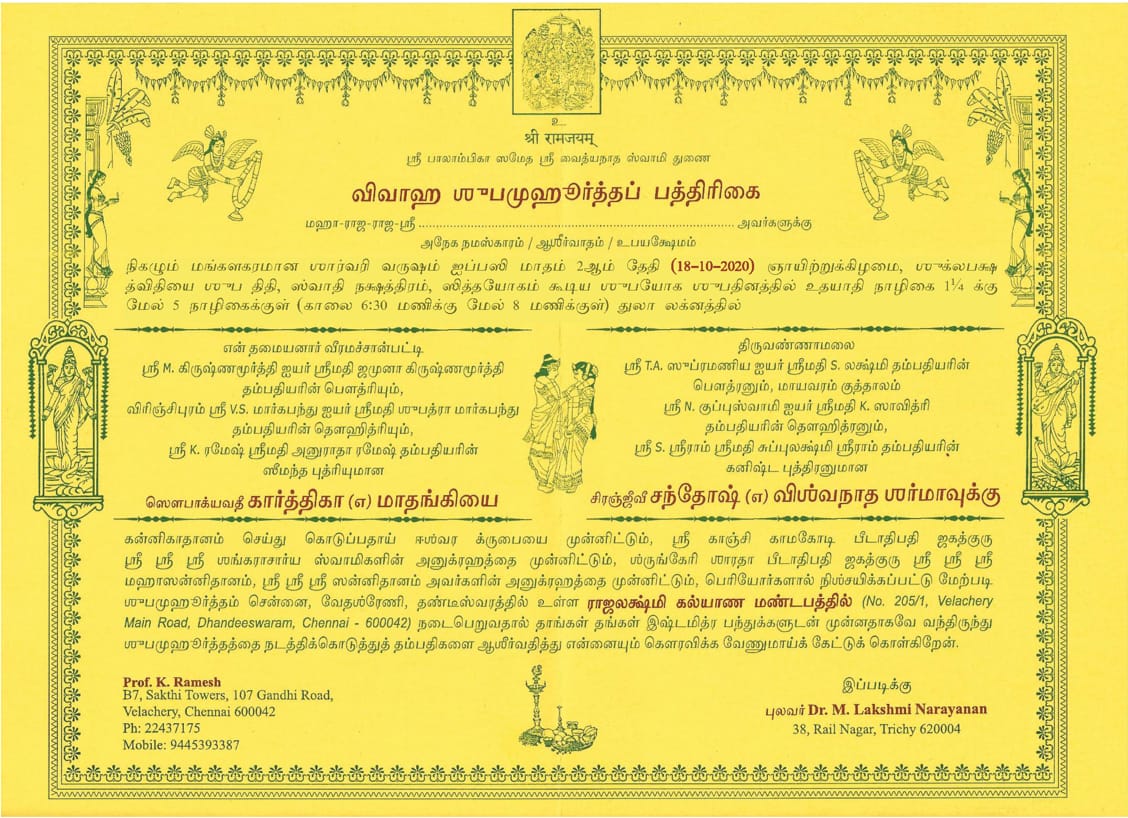 உ
श्री रामजयम्
ஸ்ரீ பாலாம்பிகா ஸமேத ஸ்ரீ வைத்யநாத ஸ்வாமி துணை
விவாஹ ஶுபமுஹூர்த்தப் பத்திரிகை
மஹா-ராஜ-ராஜ-ஸ்ரீ ........................................................................ அவர்களுக்கு
அநேக நமஸ்காரம் / ஆசீர்வாதம் / உபயக்ஷேமம்
நிகழும் மங்களகரமான ஶார்வரி வருஷம் ஐப்பஸி மாதம் 2ஆம் தேதி (18-10-2020) ஞாயிற்றுக்கிழமை, ஶுக்லபக்ஷ
த்விதியை ஶுப திதி, ஸ்வாதி நக்ஷத்திரம், ஸித்தயோகம் கூடிய ஶுபயோக ஶுபதினத்தில் உதயாதி நாழிகை 1¼ க்கு
மேல் 5 நாழிகைக்குள் (காலை 6:30 மணிக்கு மேல் 8 மணிக்குள்) துலா லக்னத்தில்
என் தமையனார் வீரமச்சான்பட்டி
ஸ்ரீ M. கிருஷ்ணமூர்த்தி ஐயர் ஸ்ரீமதி ஜமுனா கிருஷ்ணமூர்த்தி
தம்பதியரின் பௌத்ரியும்,
விரிஞ்சிபுரம் ஸ்ரீ V.S. மார்கபந்து ஐயர் ஸ்ரீமதி ஶுபத்ரா மார்கபந்து
தம்பதியரின் தௌஹித்ரியும்,
ஸ்ரீ K. ரமேஷ் ஸ்ரீமதி அனுராதா ரமேஷ் தம்பதியரின்
ஸீமந்த புத்ரியுமான
ஸௌபாக்யவதீ கார்த்திகா (எ) மாதங்கியை
திருவண்ணாமலை
ஸ்ரீ T.A. ஸுப்ரமணிய ஐயர் ஸ்ரீமதி S. லக்ஷ்மி தம்பதியரின்
பௌத்ரனும், மாயவரம் குத்தாலம்
ஸ்ரீ N. குப்புஸ்வாமி ஐயர் ஸ்ரீமதி K. ஸாவித்ரி
தம்பதியரின் தௌஹித்ரனும்,
ஸ்ரீ S. ஸ்ரீராம் ஸ்ரீமதி சுப்புலக்ஷ்மி ஸ்ரீராம் தம்பதியரின்
கனிஷ்ட புத்திரனுமான
சிரஞ்ஜீவீ சந்தோஷ் (எ) விஶ்வநாத ஶர்மாவுக்கு
கன்னிகாதானம் செய்து கொடுப்பதாய் ஈஶ்வர க்ருபையை முன்னிட்டும், ஸ்ரீ காஞ்சி காமகோடி பீடாதிபதி ஜகத்குரு
ஸ்ரீ ஸ்ரீ ஸ்ரீ ஶங்கராசார்ய ஸ்வாமிகளின் அனுக்ரஹத்தை முன்னிட்டும், ஶ்ருங்கேரி ஶாரதா பீடாதிபதி ஜகத்குரு ஸ்ரீ ஸ்ரீ ஸ்ரீ
மஹாஸன்னிதானம், ஸ்ரீ ஸ்ரீ ஸ்ரீ ஸன்னிதானம் அவர்களின் அனுக்ரஹத்தை முன்னிட்டும், பெரியோர்களால் நிஶ்சயிக்கப்பட்டு மேற்படி
ஶுபமுஹூர்த்தம் சென்னை, வேதஶ்ரேணி, தண்டீஸ்வரத்தில் உள்ள ராஜலக்ஷ்மி கல்யாண மண்டபத்தில் (No. 205/1, Velachery
Main Road, Dhandeeswaram, Chennai - 600042) நடைபெறுவதால் தாங்கள் தங்கள் இஷ்டமித்ர பந்துக்களுடன் முன்னதாகவே வந்திருந்து
ஶுபமுஹூர்த்தத்தை நடத்திக்கொடுத்துத் தம்பதிகளை ஆஶீர்வதித்து என்னையும் கௌரவிக்க வேணுமாய்க் கேட்டுக் கொள்கிறேன்.
Prof. K. Ramesh
B7, Sakthi Towers, 107 Gandhi Road,
Velachery, Chennai 600042
Ph: 22437175
Mobile: 9445393387
இப்படிக்கு
புலவர் Dr. M. Lakshmi Narayanan
38, Rail Nagar, Trichy 620004